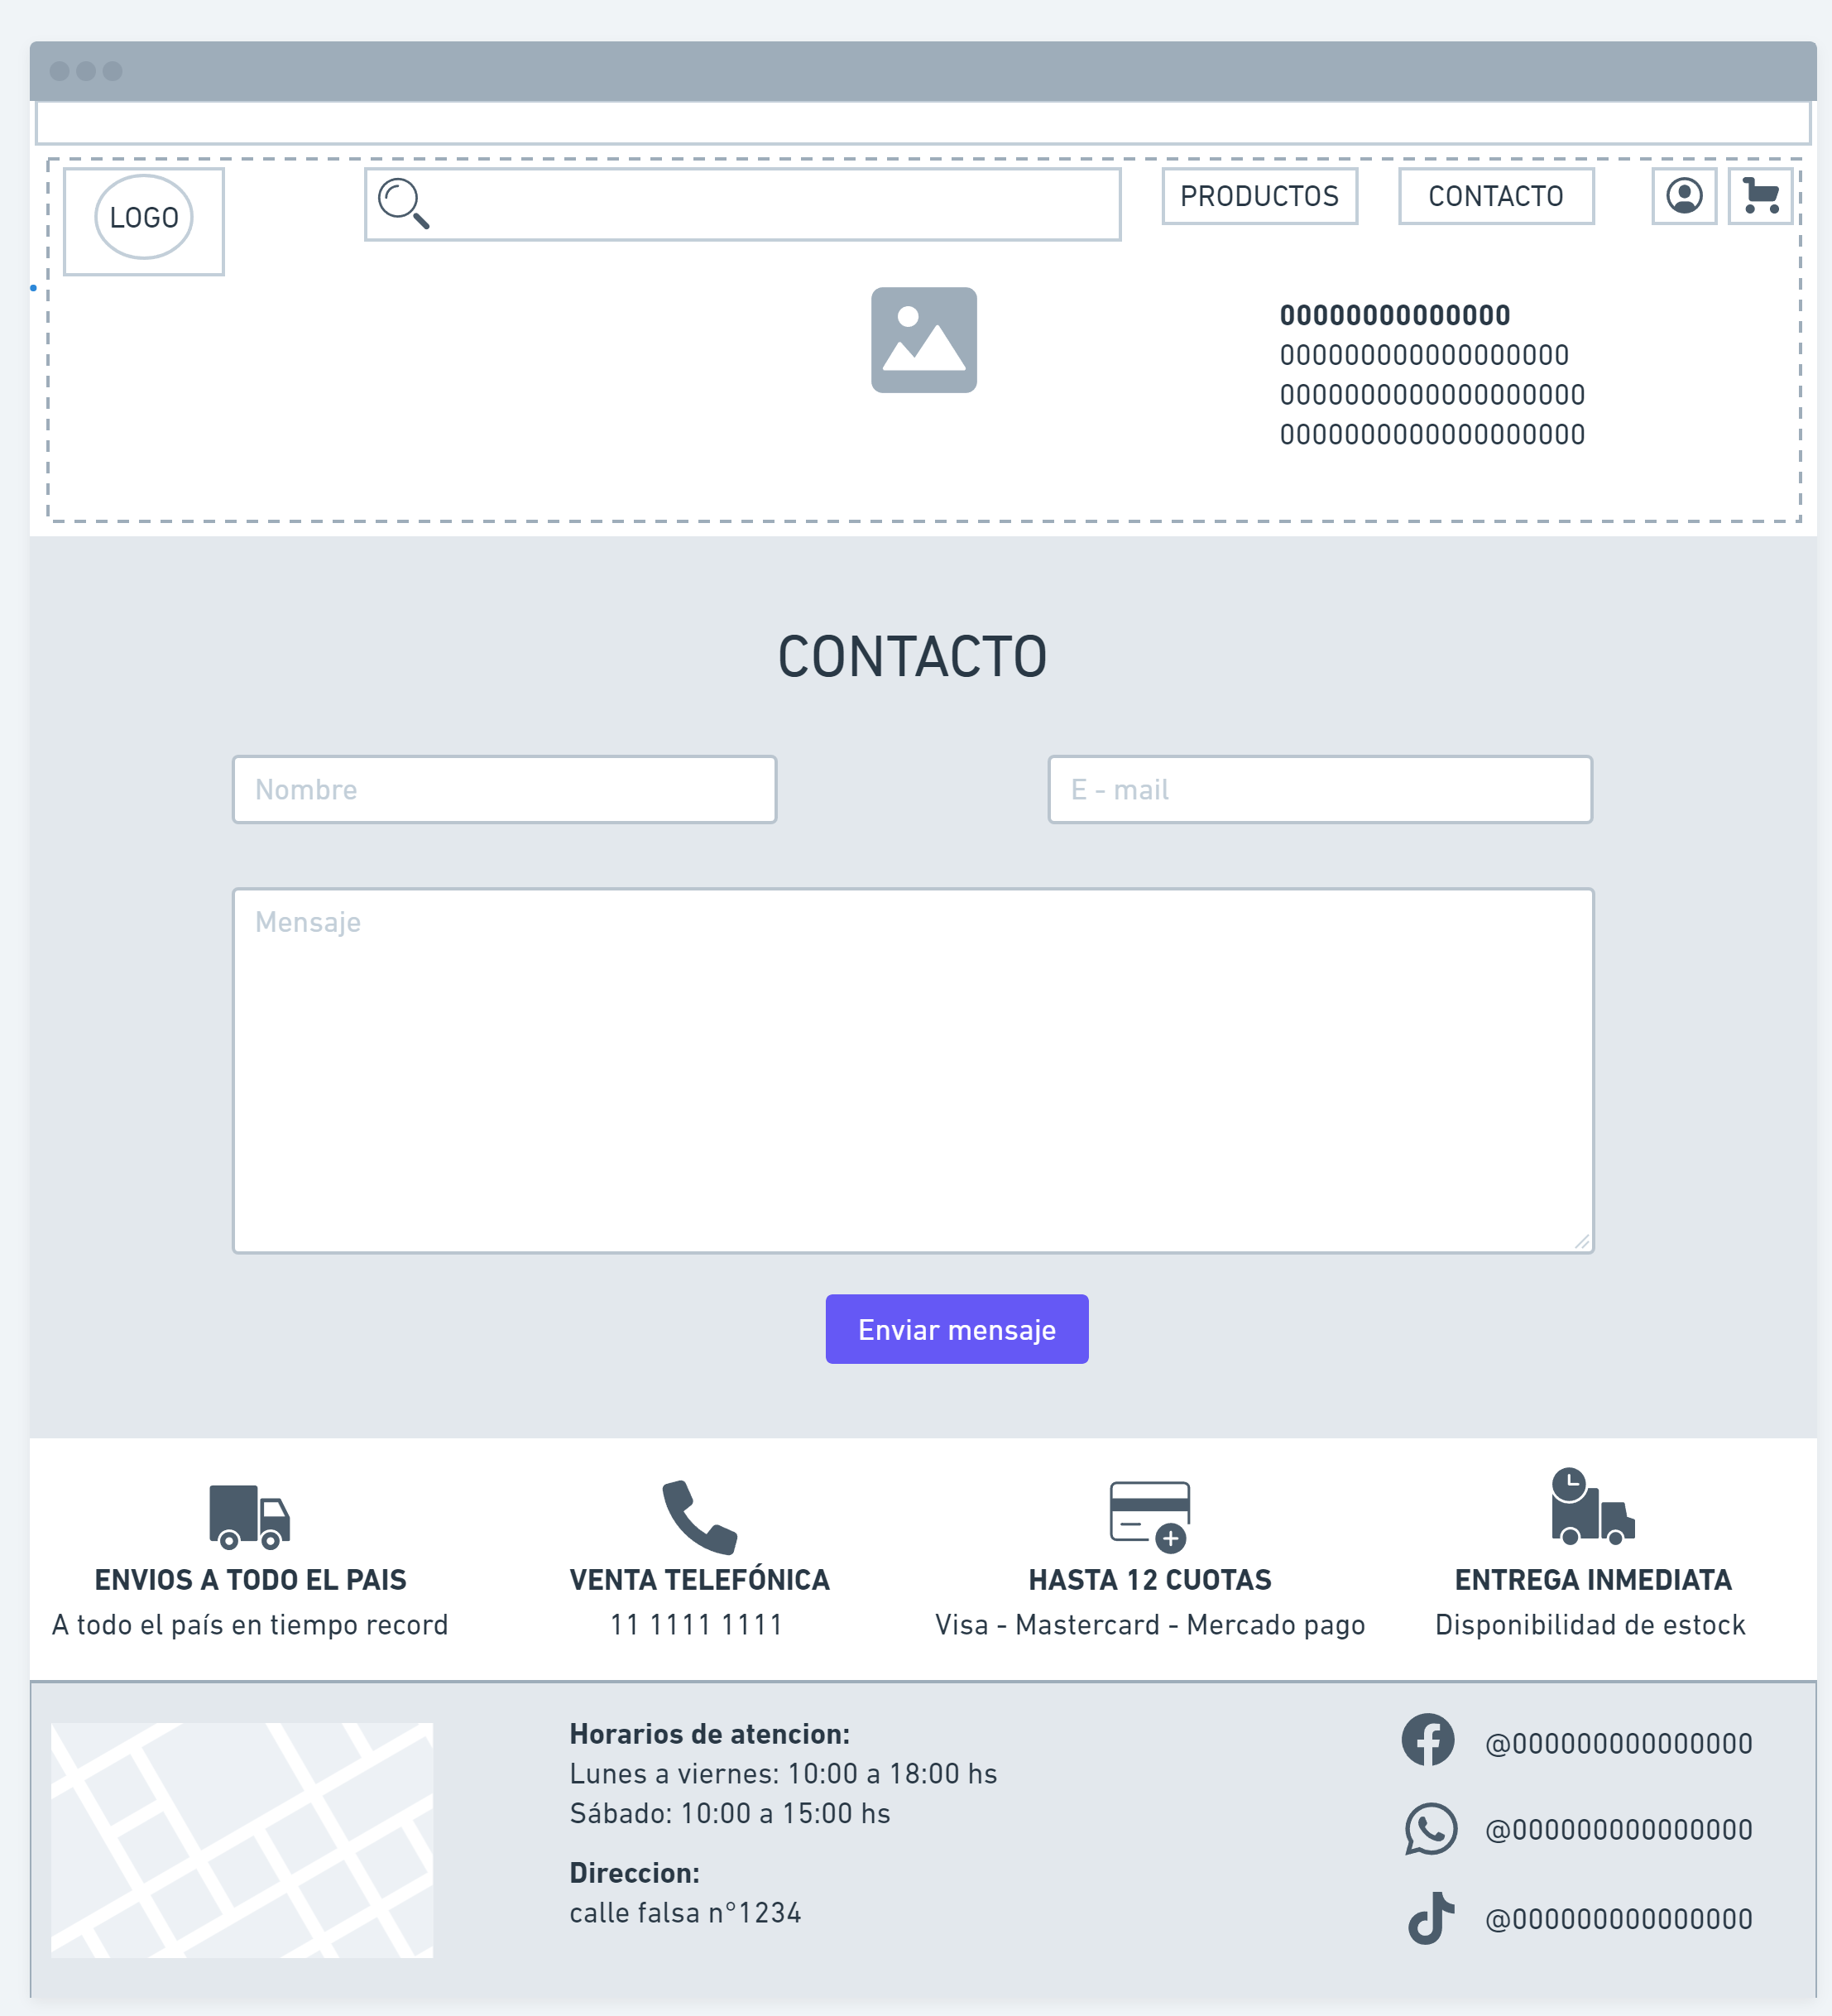 LOGO
PRODUCTOS
CONTACTO
00000000000000
000000000000000000
0000000000000000000
0000000000000000000
CONTACTO
Nombre
E - mail
Mensaje
Enviar mensaje
ENVIOS A TODO EL PAIS
A todo el país en tiempo record
VENTA TELEFÓNICA
11 1111 1111
HASTA 12 CUOTAS
Visa - Mastercard - Mercado pago
ENTREGA INMEDIATA
Disponibilidad de estock
Horarios de atencion:
Lunes a viernes: 10:00 a 18:00 hs
Sábado: 10:00 a 15:00 hs
Direccion:
calle falsa n°1234
@000000000000000
@000000000000000
@000000000000000